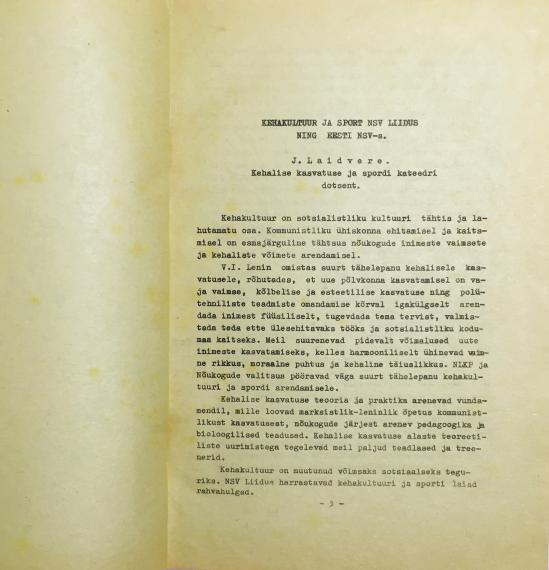 KEHAKULTUUR JA SPORT NSV LIIDUS
NING EESTI NSV-s.
J. Laidvere.
Kehalise kasvatuse ja spordi kateedri
dotsent.
Kehakultuur on sotsialistliku kultuuri tähtis ja la-
hutamatu osa. Kommunistliku ühiskonna ehitamisel ja kaits-
misel on esmajärguline tähtsus nõukogude inimeste vaimsete
ja kehaliste võimete arendamisel.
V.I. Lenin omistas suurt tähelepanu kehalisele kas-
vatusele, rõhutades, et uue põlvkonna kasvatamisel on va-
ja vaimse, kõlbelise ja esteetilise kasvatuse ning polü-
tehniliste teadmiste omandamise kõrval igakülgselt aren-
dada inimest füüsiliselt, tugevdada tema tervist, valmis-
tada teda ette ülesehitavaks tööks ja sotsialistliku kodu-
maa kaitseks. Meil suurenevad pidevalt võimalused uute
inimeste kasvatamiseks, kelles harmooniliselt ühinevad vaim-
ne rikkus, moraalne puhtus ja kehaline täiuslikkus. NLKP ja
Nõukogude valitsus pööravad väga suurt tähelepanu kehakul-
tuuri ja spordi arendamisele.
Kehalise kasvatuse teooria ja praktika arenevad vunda-
mendil, mille loovad marksistlik-leninlik õpetus kommunist-
likust kasvatusest, nõukogude järjest arenev pedagoogika ja
bioloogilised teadused. Kehalise kasvatuse alaste teoreeti-
liste uurimistega tegelevad meil paljud teadlased ja tree-
nerid.
Kehakultuur on muutunud võimsaks sotsiaalseks tegu-
riks. NSV Liidus harrastavad kehakultuuri ja sporti laiad
rahvahulgad.
- 3 -